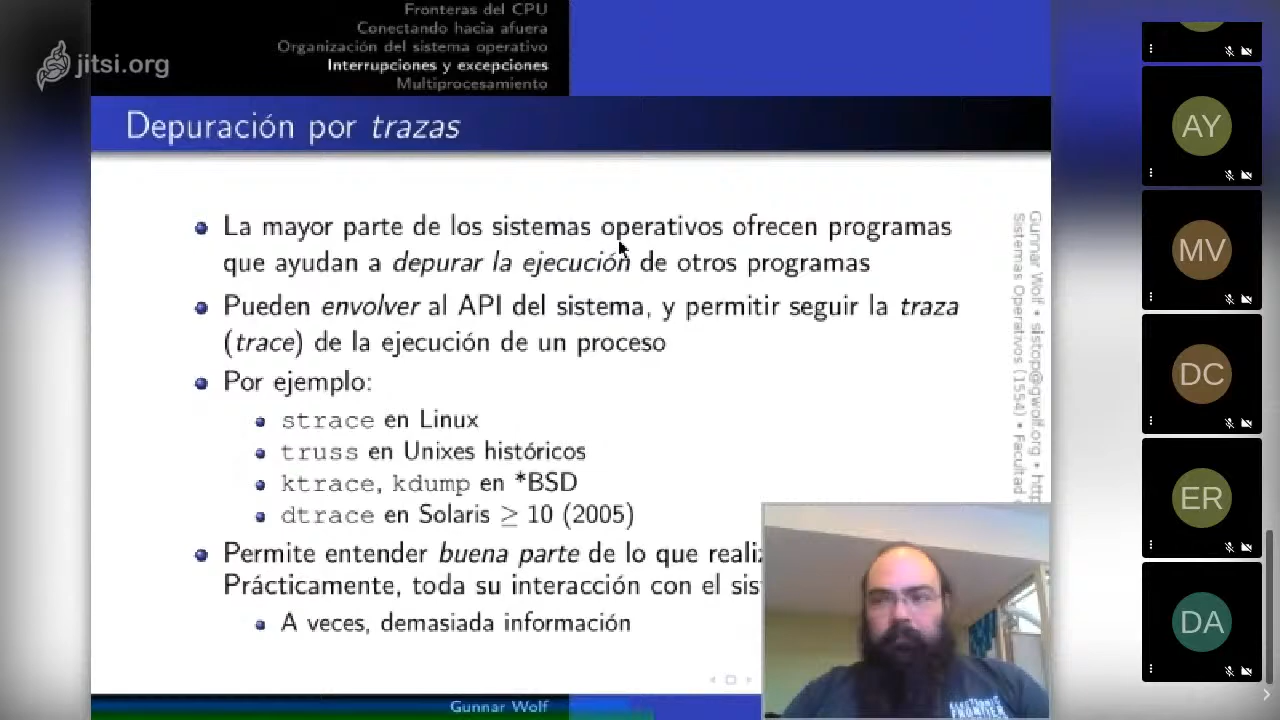 Fronteras del CPU
Conectando hacia afuera
Organización del sistema operativo
Interrupciones y excepciones
Multiprocesamiento
jitsi.org
Depuración por trazas
La mayor parte de los sistemas operativos ofrecen programas
que ayudan a depurar la ejecución de otros programas
Pueden envolver al API del sistema, y permitir seguir la traza
(trace) de la ejecución de un proceso
Por ejemplo:
strace en Linux
truss en Unixes históricos
ktrace, kdump en *BSD
dtrace en Solaris ≥ 10 (2005)
Permite entender buena parte de lo que realiz
Prácticamente, toda su interacción con el sis
A veces, demasiada información
Gunnar Wolf • sistop@gwolf.org • http
Sistemas Operativos (1554) • Facultad
Gunnar Wolf
AY
MV
DC
ER
DA